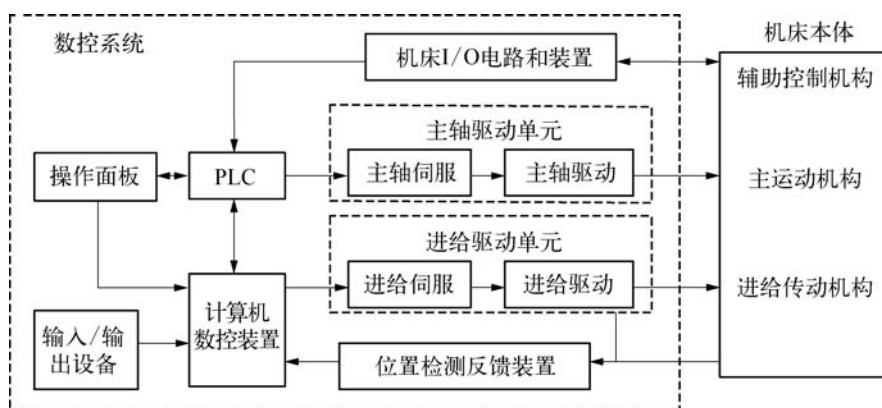 数控系统
机床本体
机床I/O电路和装置
辅助控制机构
主轴驱动单元
操作面板
PLC
主轴伺服
主轴驱动
主运动机构
进给驱动单元
进给伺服
进给驱动
进给传动机构
计算机
数控装置
输入/输
出设备
位置检测反馈装置